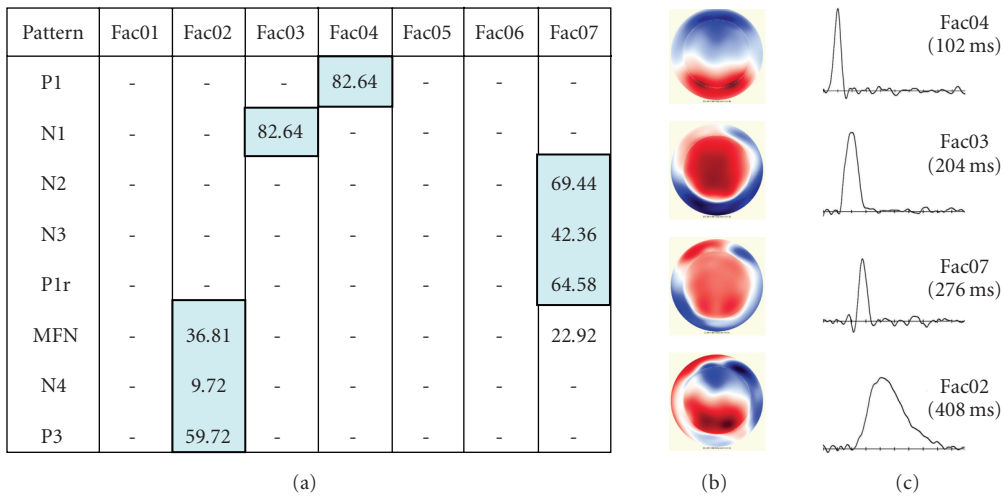 Pattern Fac01 Fac02 Fac03 Fac04 Fac05 Fac06 Fac07
P1 - - - 82.64 - - -
N1 - - 82.64 - - - -
N2 - - - - - - 69.44
N3 - - - - - - 42.36
P1r - - - - - - 64.58
MFN - 36.81 - - - - 22.92
N4 - 9.72 - - - - -
P3 - 59.72 - - - - -
(a)
(b)
Fac04
(102 ms)
Fac03
(204 ms)
Fac07
(276 ms)
Fac02
(408 ms)
(c)